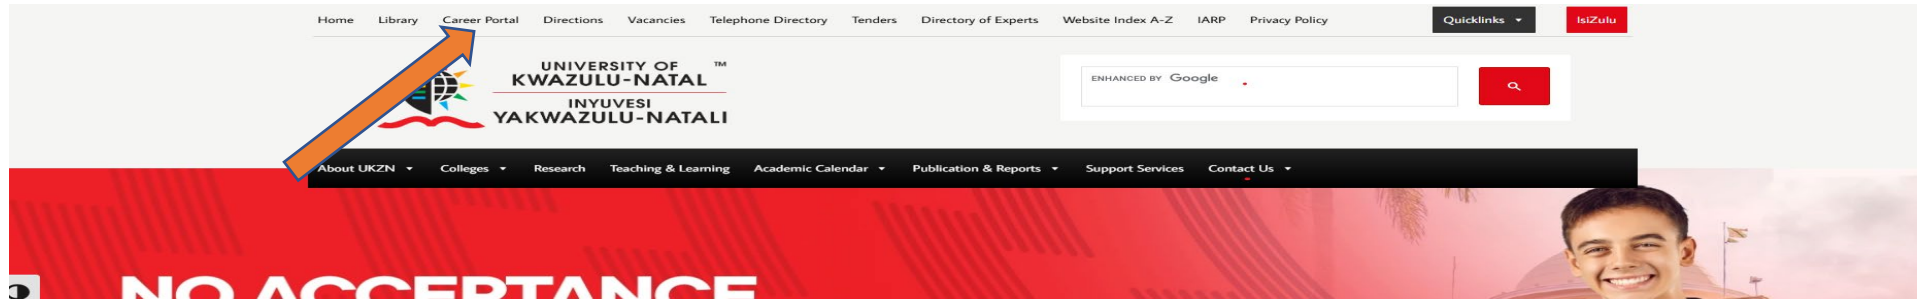 Home Library Career Portal Directions Vacancies Telephone Directory Tenders Directory of Experts Website Index A-Z IARP Privacy Policy Quicklinks IsiZulu
UNIVERSITY OF ™
KWAZULU-NATAL
INYUVESI
YAKWAZULU-NATALI
ENHANCED BY Google
About UKZN Colleges Research Teaching & Learning Academic Calendar Publication & Reports Support Services Contact Us
NO ACCEPTANCE